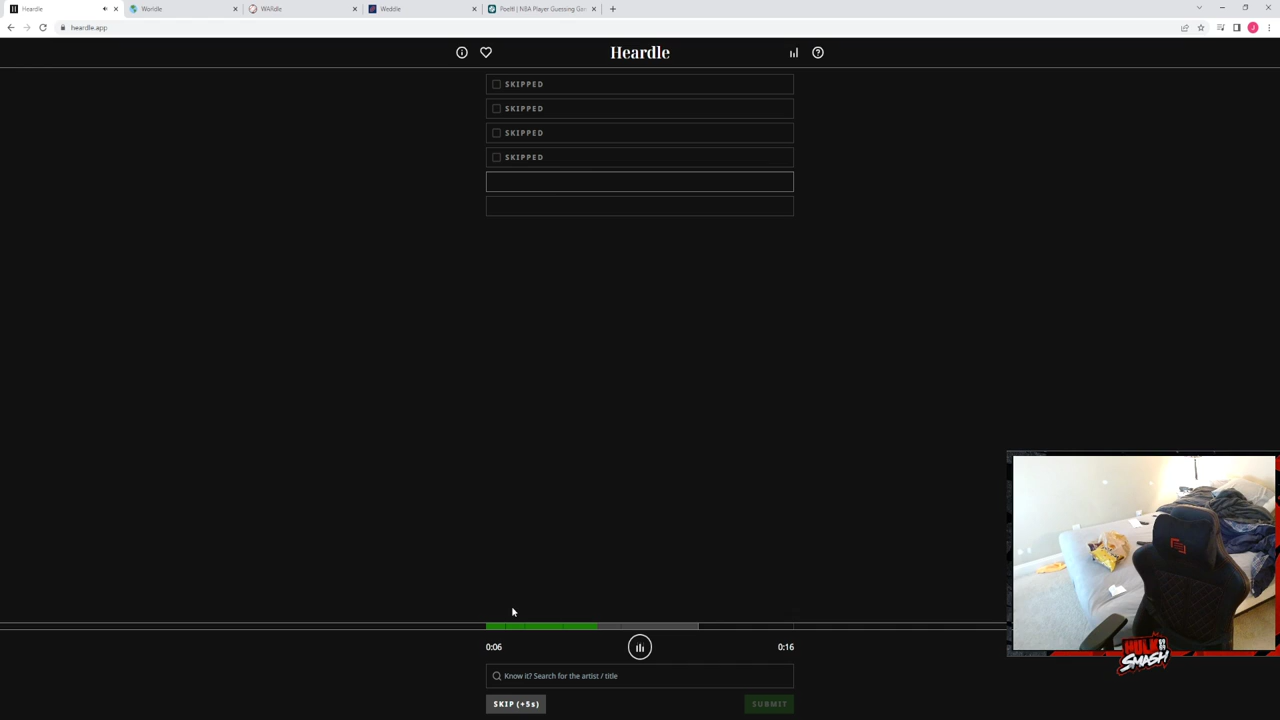 Heardle
Worldle
WARdle
Weddle
Poeltl | NBA Player Guessing Ga
heardle.app
J
Heardle
SKIPPED
SKIPPED
SKIPPED
SKIPPED
0:06
0:16
Know it? Search for the artist / title
SKIP (+5s)
SUBMIT
HULK
SMASH